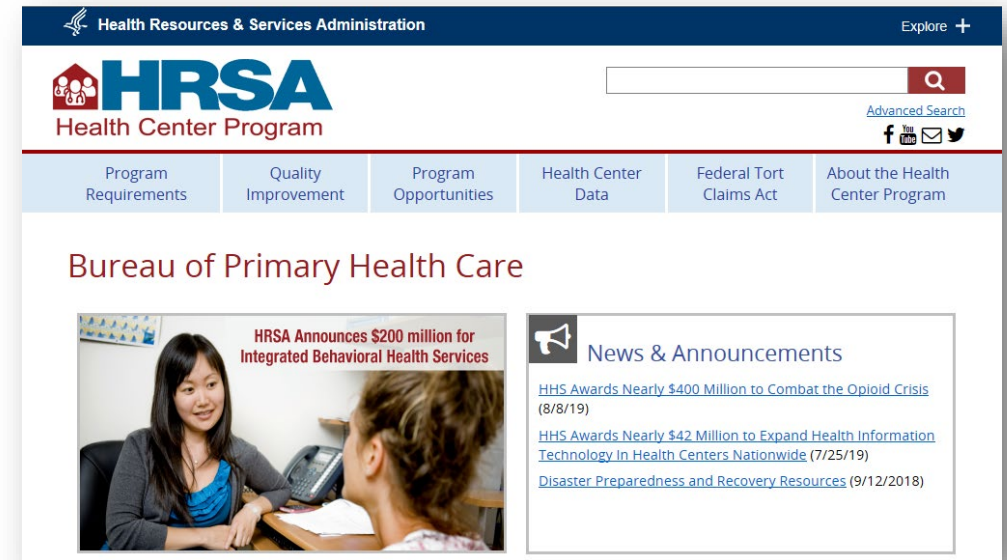 Health Resources & Services Administration
Explore +
HRSA
Health Center Program
Advanced Search
f You Tube
Program Requirements
Quality Improvement
Program Opportunities
Health Center Data
Federal Tort Claims Act
About the Health Center Program
Bureau of Primary Health Care
HRSA Announces $200 million for
Integrated Behavioral Health Services
News & Announcements
HHS Awards Nearly $400 Million to Combat the Opioid Crisis
(8/8/19)
HHS Awards Nearly $42 Million to Expand Health Information
Technology In Health Centers Nationwide (7/25/19)
Disaster Preparedness and Recovery Resources (9/12/2018)